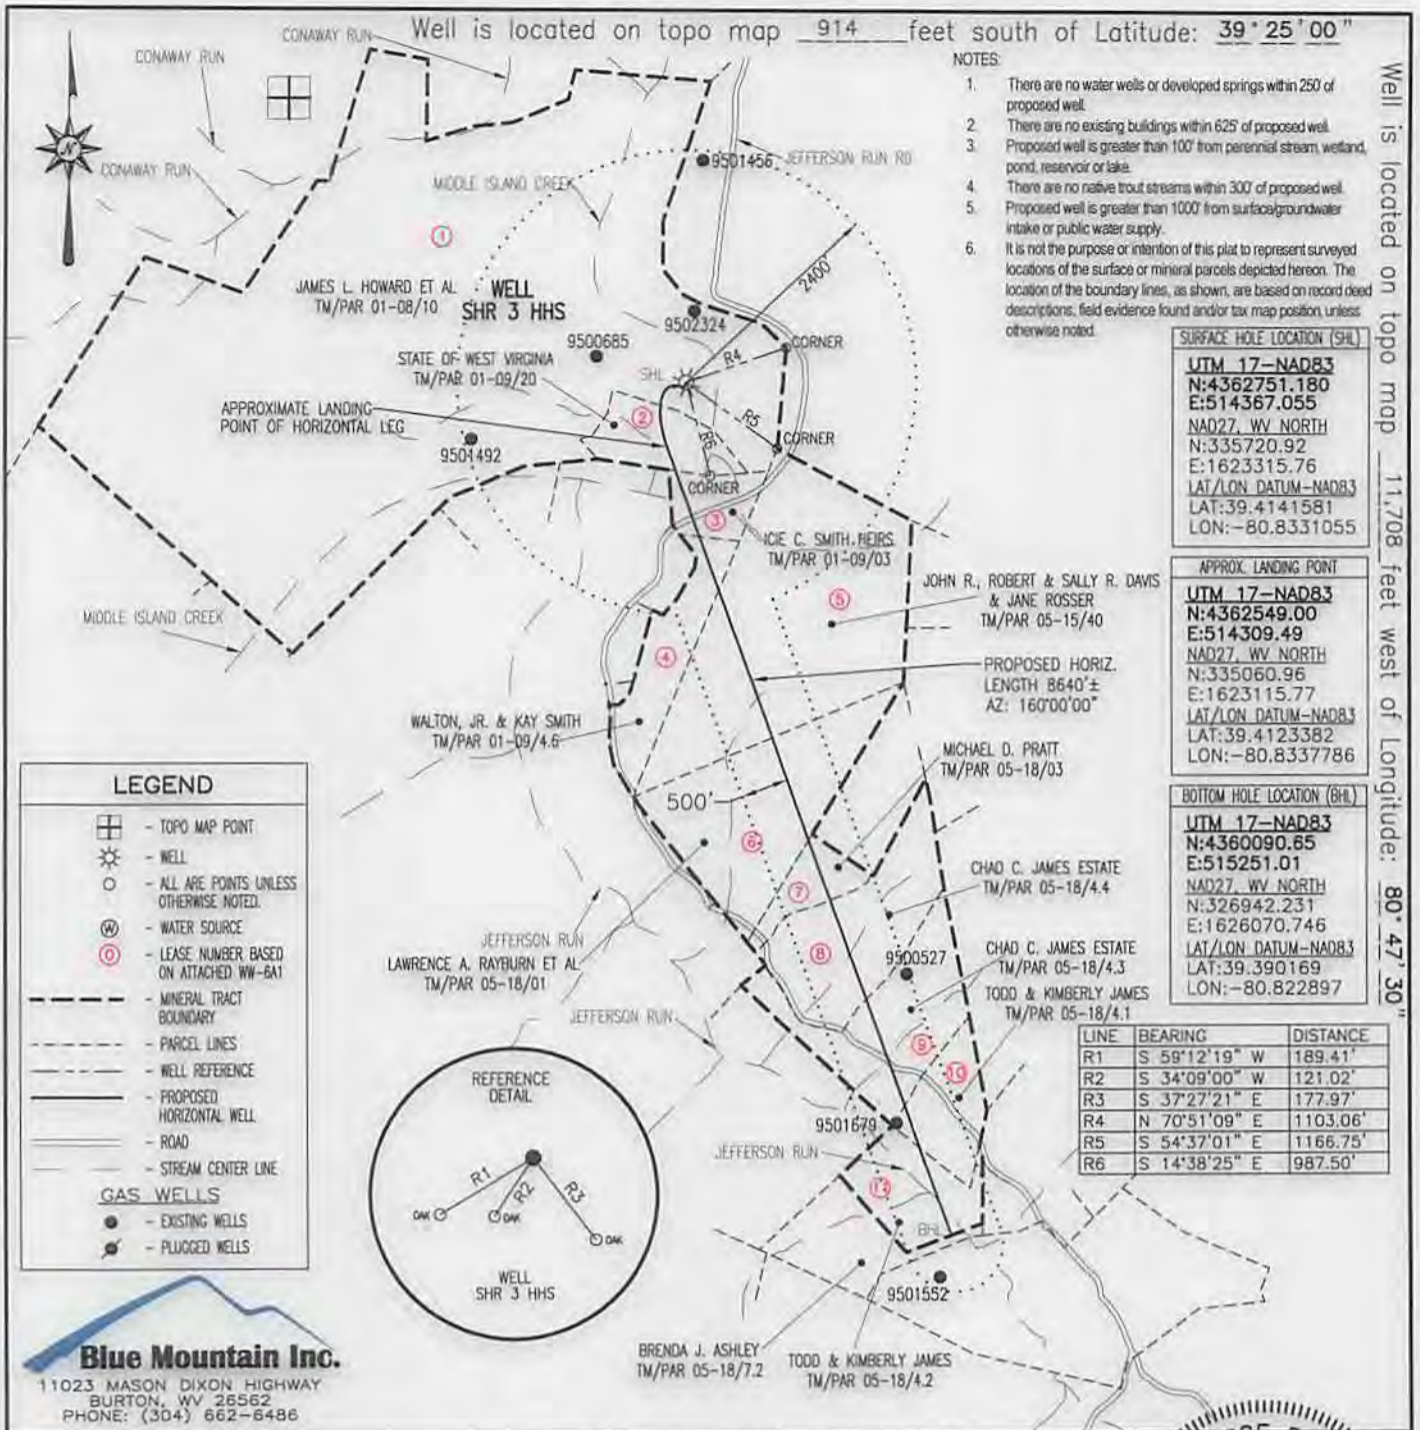 Well is located on topo map 914 feet south of Latitude: 39°25'00"
Well is located on topo map 11,708 feet west of Longitude: 80°47'30"
NOTES:
1. There are no water wells or developed springs within 250' of
proposed well.
2. There are no existing buildings within 625' of proposed well.
3. Proposed well is greater than 100' from perennial stream, wetland,
pond, reservoir or lake.
4. There are no native trout streams within 300' of proposed well.
5. Proposed well is greater than 1000' from surface/groundwater
intake or public water supply.
6. It is not the purpose or intention of this plat to represent surveyed
locations of the surface or mineral parcels depicted hereon. The
location of the boundary lines, as shown, are based on record deed
descriptions, field evidence found and/or tax map position, unless
otherwise noted.
CONAWAY RUN
CONAWAY RUN
CONAWAY RUN
N
MIDDLE ISLAND CREEK
9501456
JEFFERSON RUN RD
1
2400'
JAMES L. HOWARD ET AL
TM/PAR 01-08/10
WELL
SHR 3 HHS
9502324
9500685
CORNER
R4
STATE OF WEST VIRGINIA
TM/PAR 01-09/20
SHL
2
R5
R6
APPROXIMATE LANDING
POINT OF HORIZONTAL LEG
9501492
CORNER
CORNER
3
ICIE C. SMITH HEIRS
TM/PAR 01-09/03
MIDDLE ISLAND CREEK
JOHN R., ROBERT & SALLY R. DAVIS
& JANE ROSSER
TM/PAR 05-15/40
5
4
PROPOSED HORIZ.
LENGTH 8640'±
AZ: 160°00'00"
WALTON, JR. & KAY SMITH
TM/PAR 01-09/4.6
MICHAEL D. PRATT
TM/PAR 05-18/03
500'
6
7
CHAD C. JAMES ESTATE
TM/PAR 05-18/4.4
8
JEFFERSON RUN
LAWRENCE A. RAYBURN ET AL
TM/PAR 05-18/01
9500527
CHAD C. JAMES ESTATE
TM/PAR 05-18/4.3
TODD & KIMBERLY JAMES
TM/PAR 05-18/4.1
JEFFERSON RUN
9
10
9501679
JEFFERSON RUN
11
BHL
9501552
BRENDA J. ASHLEY
TM/PAR 05-18/7.2
TODD & KIMBERLY JAMES
TM/PAR 05-18/4.2
SURFACE HOLE LOCATION (SHL)
UTM 17-NAD83
N:4362751.180
E:514367.055
NAD27, WV NORTH
N:335720.92
E:1623315.76
LAT/LON DATUM-NAD83
LAT:39.4141581
LON:-80.8331055
APPROX. LANDING POINT
UTM 17-NAD83
N:4362549.00
E:514309.49
NAD27, WV NORTH
N:335060.96
E:1623115.77
LAT/LON DATUM-NAD83
LAT:39.4123382
LON:-80.8337786
BOTTOM HOLE LOCATION (BHL)
UTM 17-NAD83
N:4360090.65
E:515251.01
NAD27, WV NORTH
N:326942.231
E:1626070.746
LAT/LON DATUM-NAD83
LAT:39.390169
LON:-80.822897
LINE BEARING DISTANCE
R1 S 59°12'19" W 189.41'
R2 S 34°09'00" W 121.02'
R3 S 37°27'21" E 177.97'
R4 N 70°51'09" E 1103.06'
R5 S 54°37'01" E 1166.75'
R6 S 14°38'25" E 987.50'
LEGEND
- TOPO MAP POINT
- WELL
- ALL ARE POINTS UNLESS
OTHERWISE NOTED.
W - WATER SOURCE
0 - LEASE NUMBER BASED
ON ATTACHED WW-6A1
- MINERAL TRACT
BOUNDARY
- PARCEL LINES
- WELL REFERENCE
- PROPOSED
HORIZONTAL WELL
- ROAD
- STREAM CENTER LINE
GAS WELLS
- EXISTING WELLS
- PLUGGED WELLS
REFERENCE
DETAIL
R1
R2
R3
OAK
OAK
OAK
WELL
SHR 3 HHS
Blue Mountain Inc.
11023 MASON DIXON HIGHWAY
BURTON, WV 26562
PHONE: (304) 662-6486